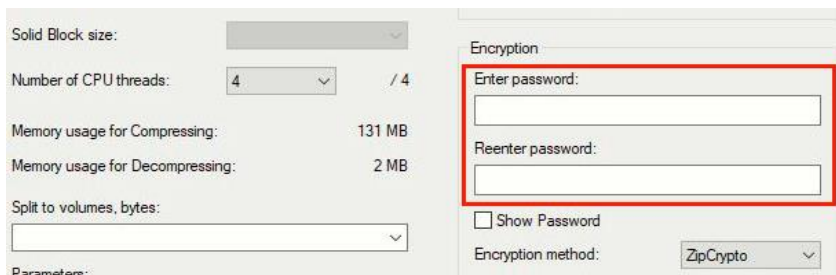 Solid Block size:
Number of CPU threads:
4
/ 4
Memory usage for Compressing:
131 MB
Memory usage for Decompressing:
2 MB
Split to volumes, bytes:
Parameters:
Encryption
Enter password:
Reenter password:
Show Password
Encryption method:
ZipCrypto